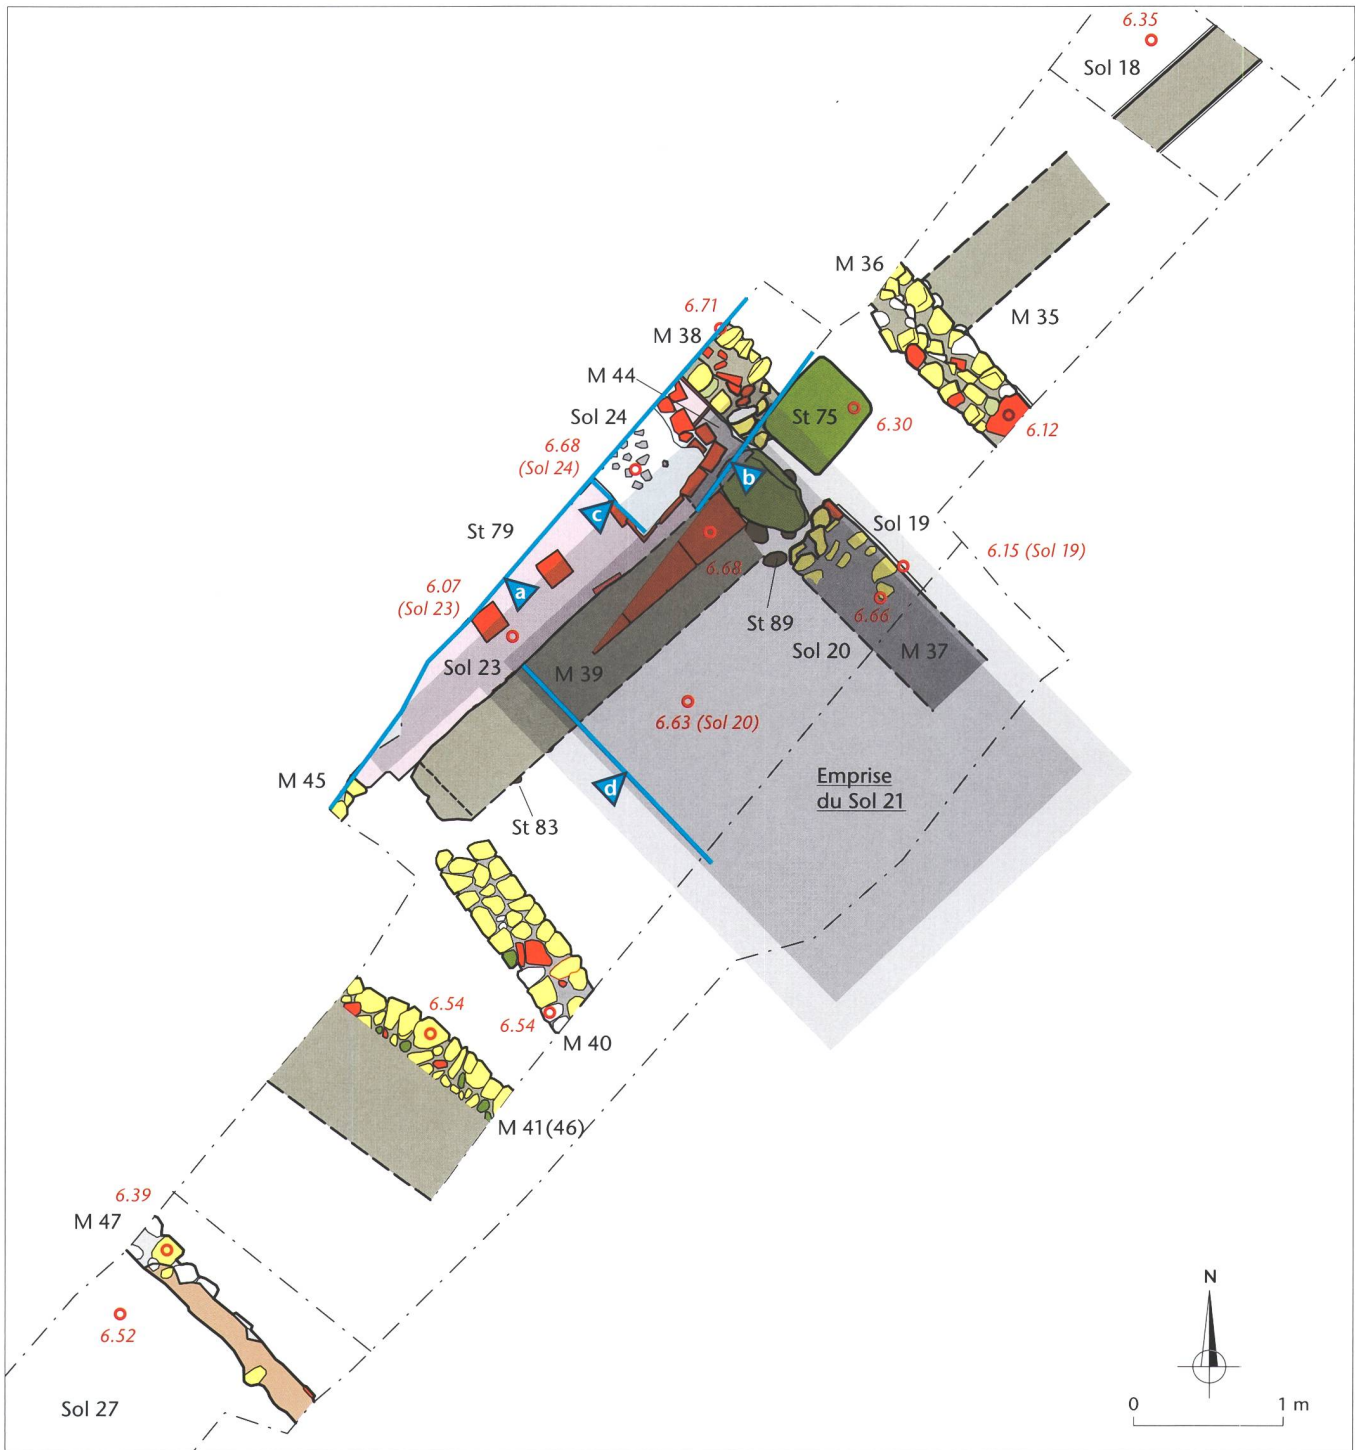 6.35
Sol 18
M 36
6.71
M 38
M 35
M 44
Sol 24
St 75
6.30
6.12
6.68
(Sol 24)
b
c
St 79
Sol 19
6.15 (Sol 19)
6.07
(Sol 23)
a
6.68
6.66
St 89
Sol 20
M 37
Sol 23
M 39
6.63 (Sol 20)
M 45
d
Emprise
du Sol 21
St 83
6.54
6.54
M 40
M 41(46)
6.39
M 47
6.52
Sol 27
N
0
1 m